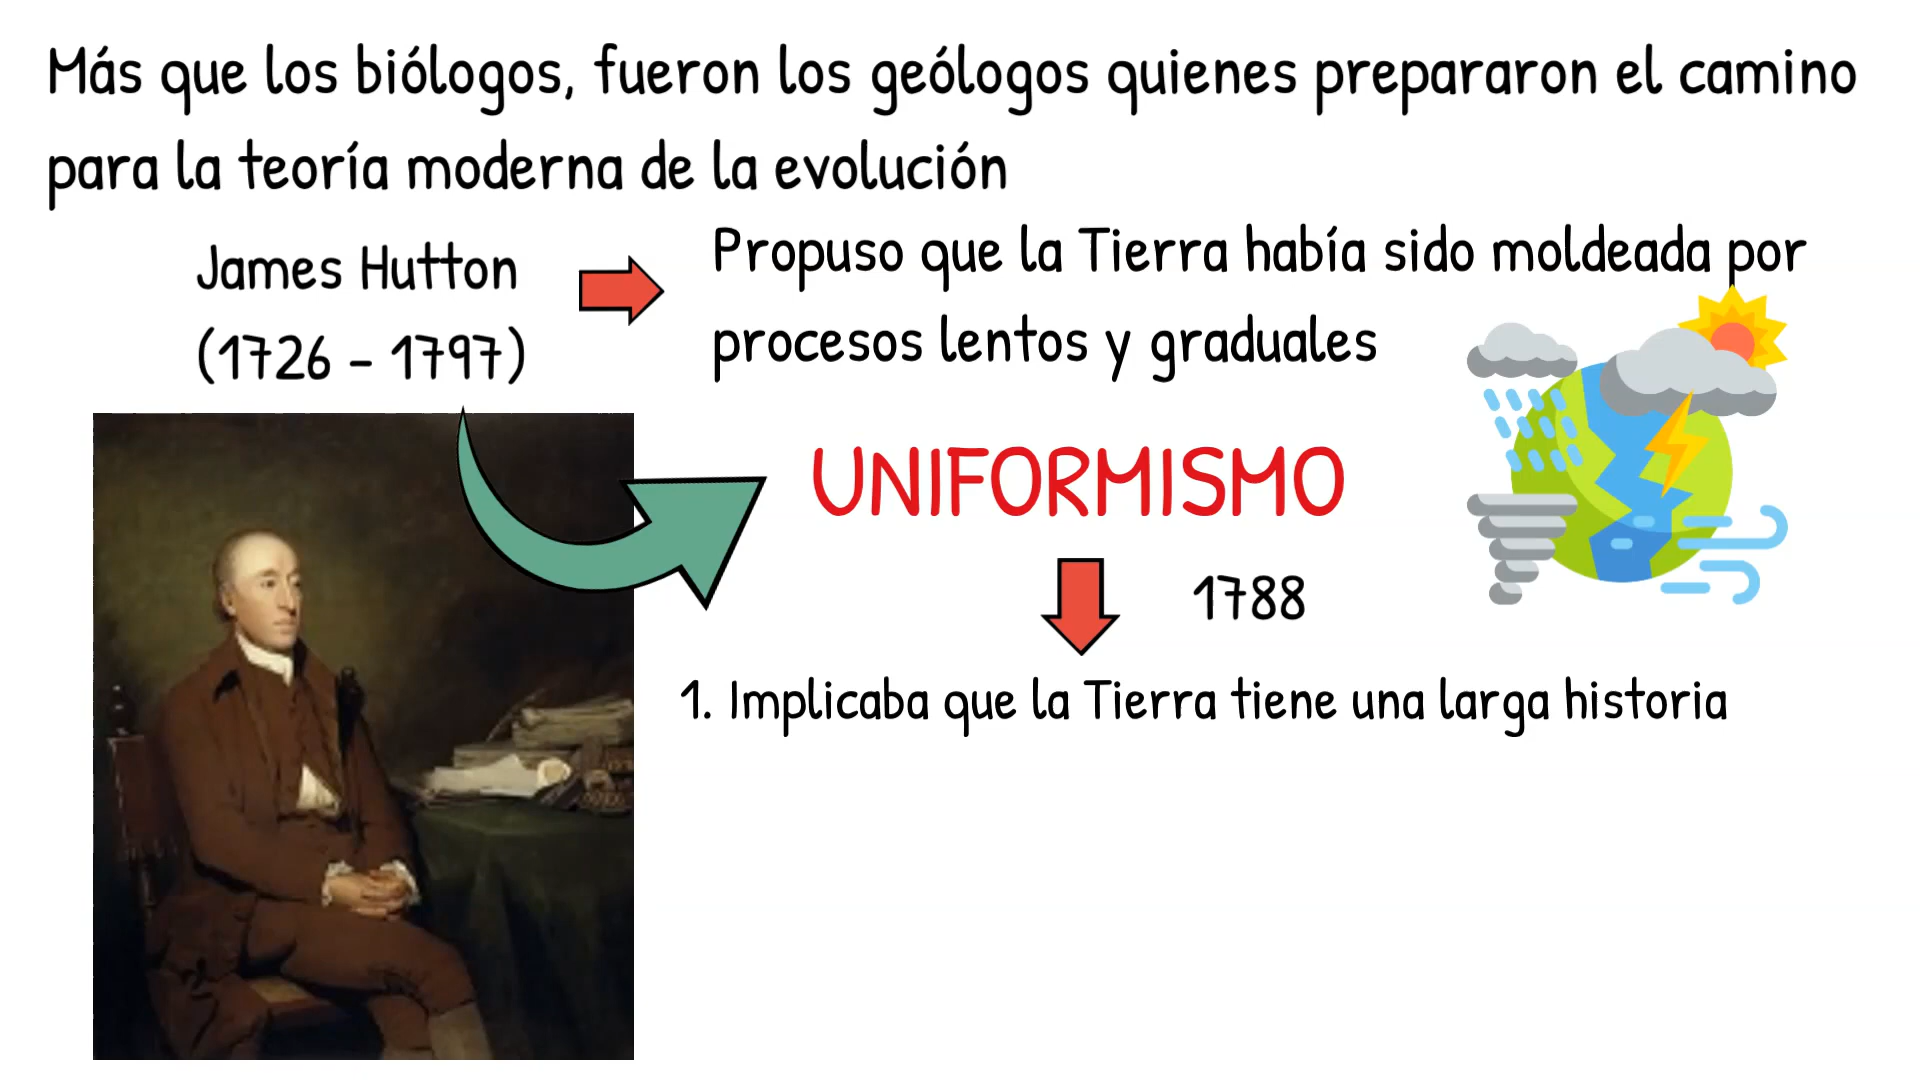 Más que los biólogos, fueron los geólogos quienes prepararon el camino
para la teoría moderna de la evolución
James Hutton
(1726 - 1797)
Propuso que la Tierra había sido moldeada por
procesos lentos y graduales
UNIFORMISMO
1788
1. Implicaba que la Tierra tiene una larga historia